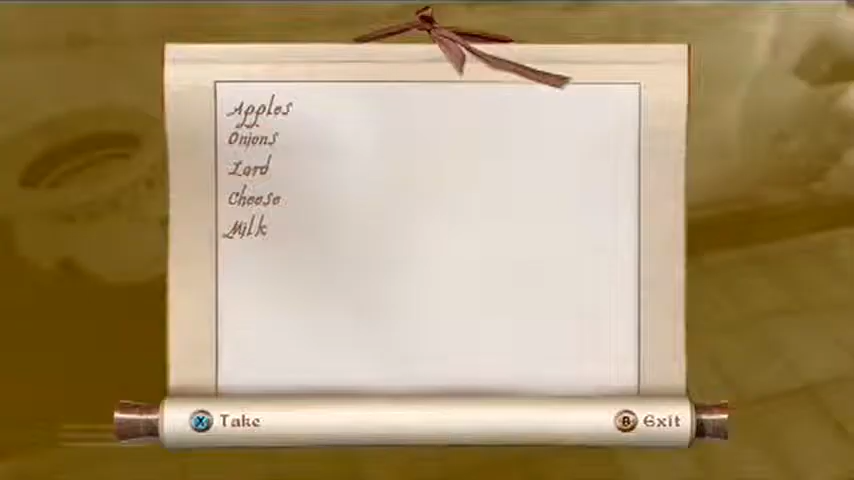 Apples
Onions
Lard
Cheese
Milk
X Take
B Exit